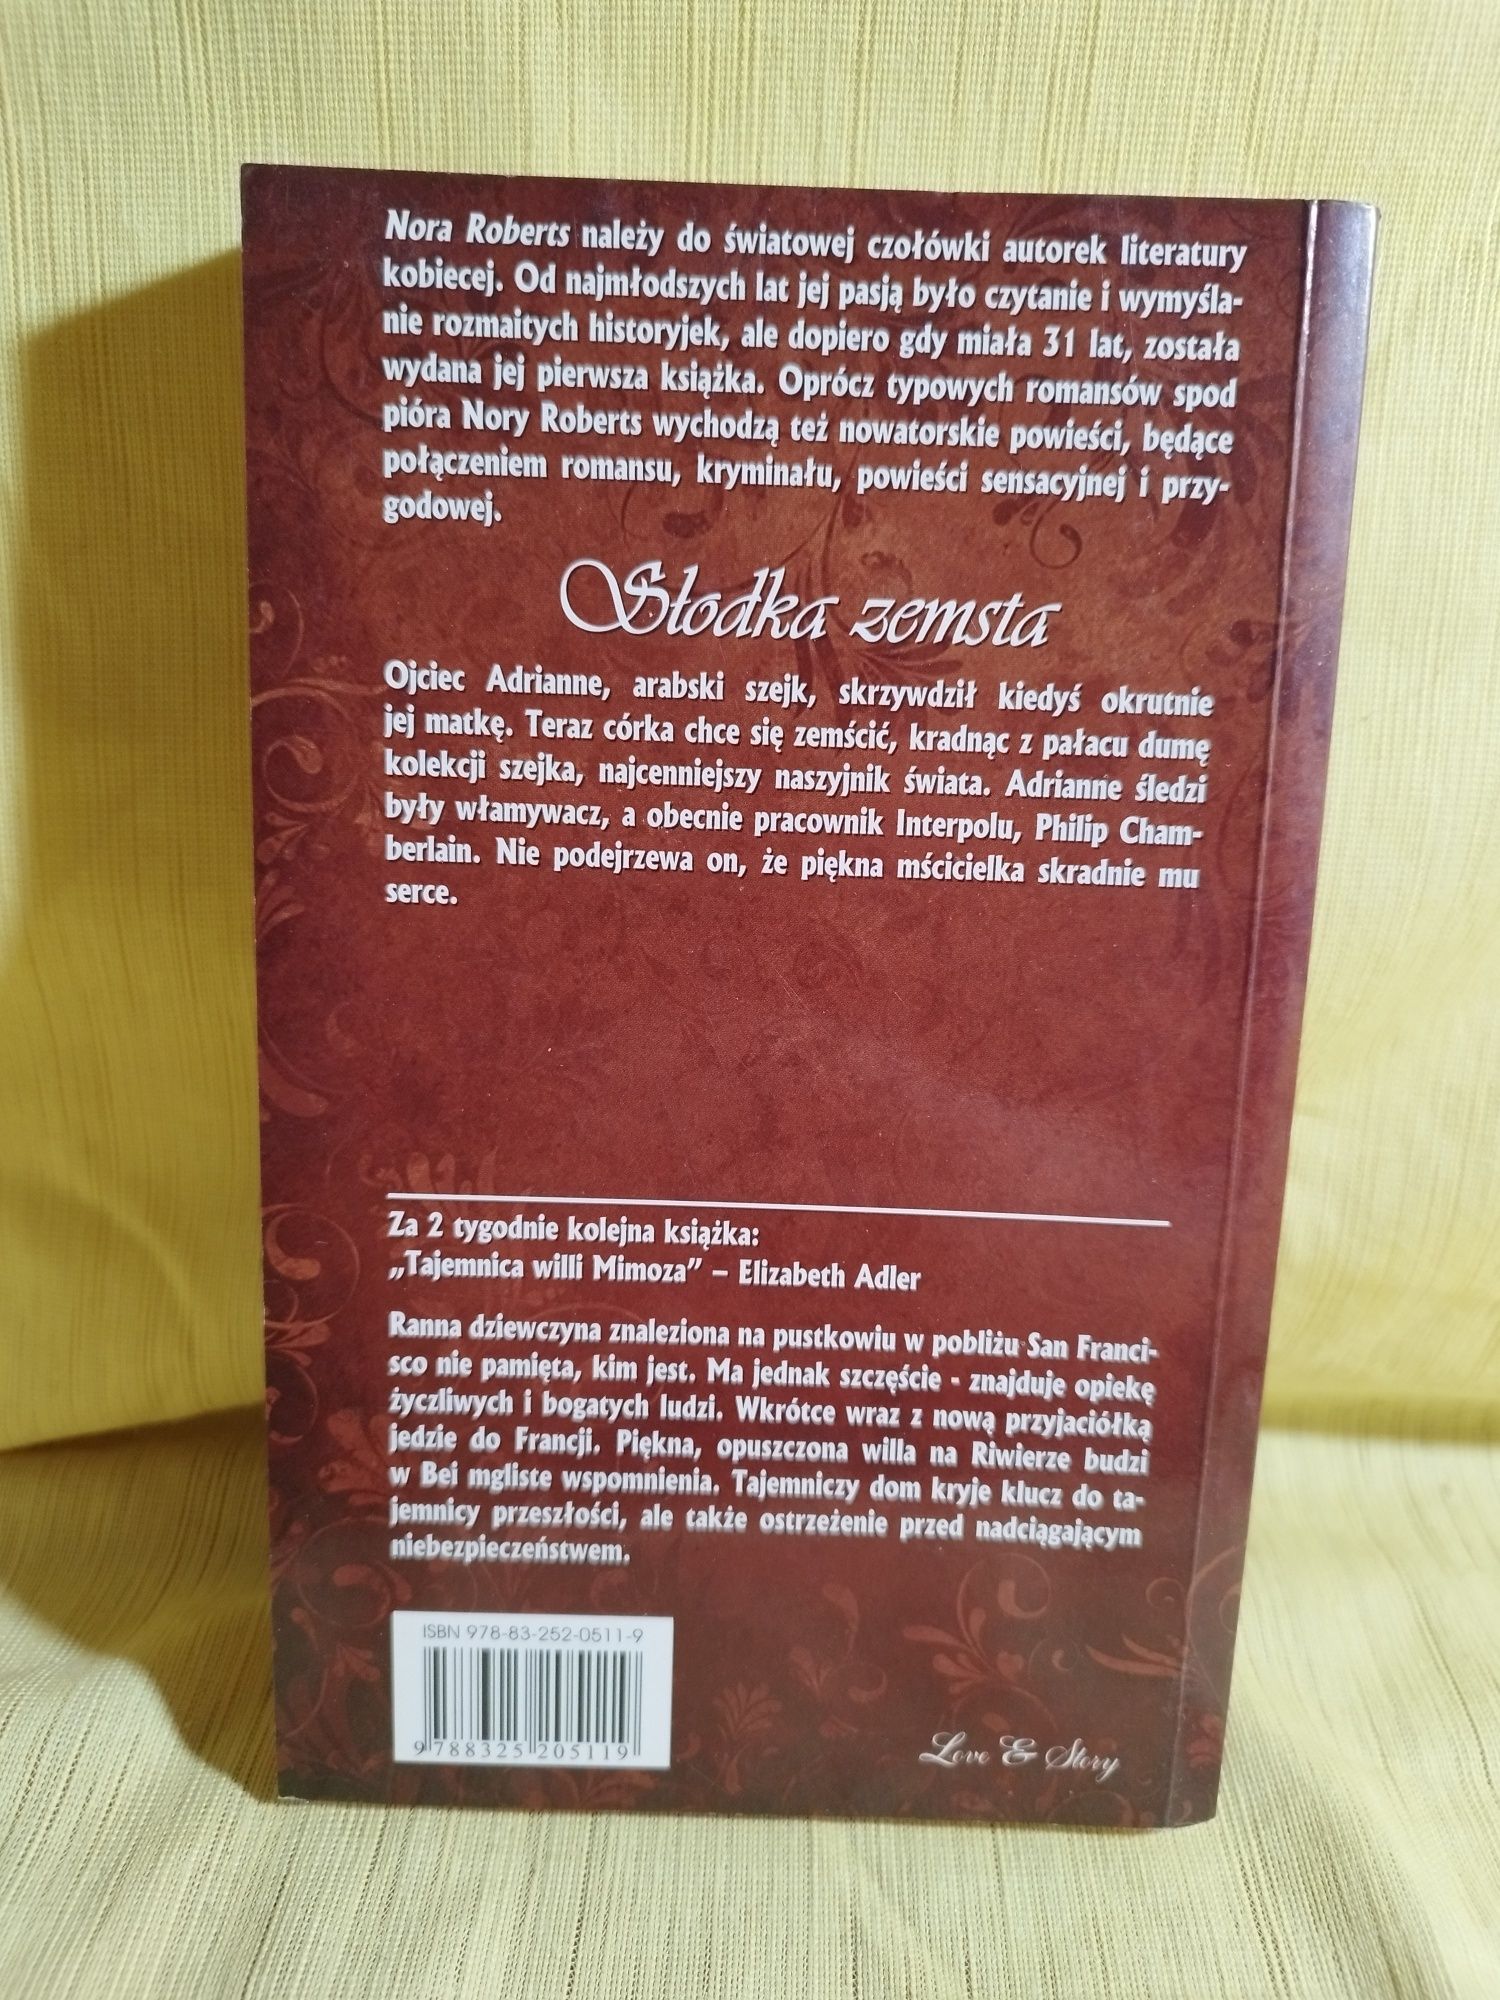 Nora Roberts należy do światowej czołówki autorek literatury
kobiecej. Od najmłodszych lat jej pasją było czytanie i wymyśla-
nie rozmaitych historyjek, ale dopiero gdy miała 31 lat, została
wydana jej pierwsza książka. Oprócz typowych romansów spod
pióra Nory Roberts wychodzą też nowatorskie powieści, będące
połączeniem romansu, kryminału, powieści sensacyjnej i przy-
godowej.
Słodka zemsta
Ojciec Adrianne, arabski szejk, skrzywdził kiedyś okrutnie
jej matkę. Teraz córka chce się zemścić, kradnąc z pałacu dumę
kolekcji szejka, najcenniejszy naszyjnik świata. Adrianne śledzi
były włamywacz, a obecnie pracownik Interpolu, Philip Cham-
berlain. Nie podejrzewa on, że piękna mścicielka skradnie mu
serce.
Za 2 tygodnie kolejna książka:
„Tajemnica willi Mimoza” – Elizabeth Adler
Ranna dziewczyna znaleziona na pustkowiu w pobliżu San Franci-
sco nie pamięta, kim jest. Ma jednak szczęście - znajduje opiekę
życzliwych i bogatych ludzi. Wkrótce wraz z nową przyjaciółką
jedzie do Francji. Piękna, opuszczona willa na Riwierze budzi
w Bei mgliste wspomnienia. Tajemniczy dom kryje klucz do ta-
jemnicy przeszłości, ale także ostrzeżenie przed nadciągającym
niebezpieczeństwem.
ISBN 978-83-252-0511-9
9 788325 205119
Love & Story